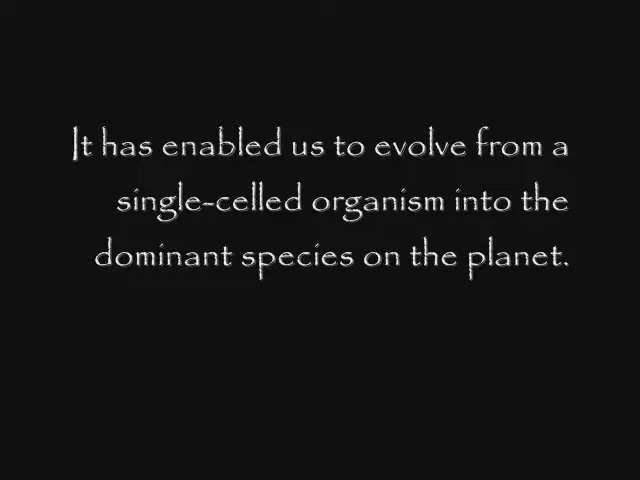 It has enabled us to evolve from a
single-celled organism into the
dominant species on the planet.